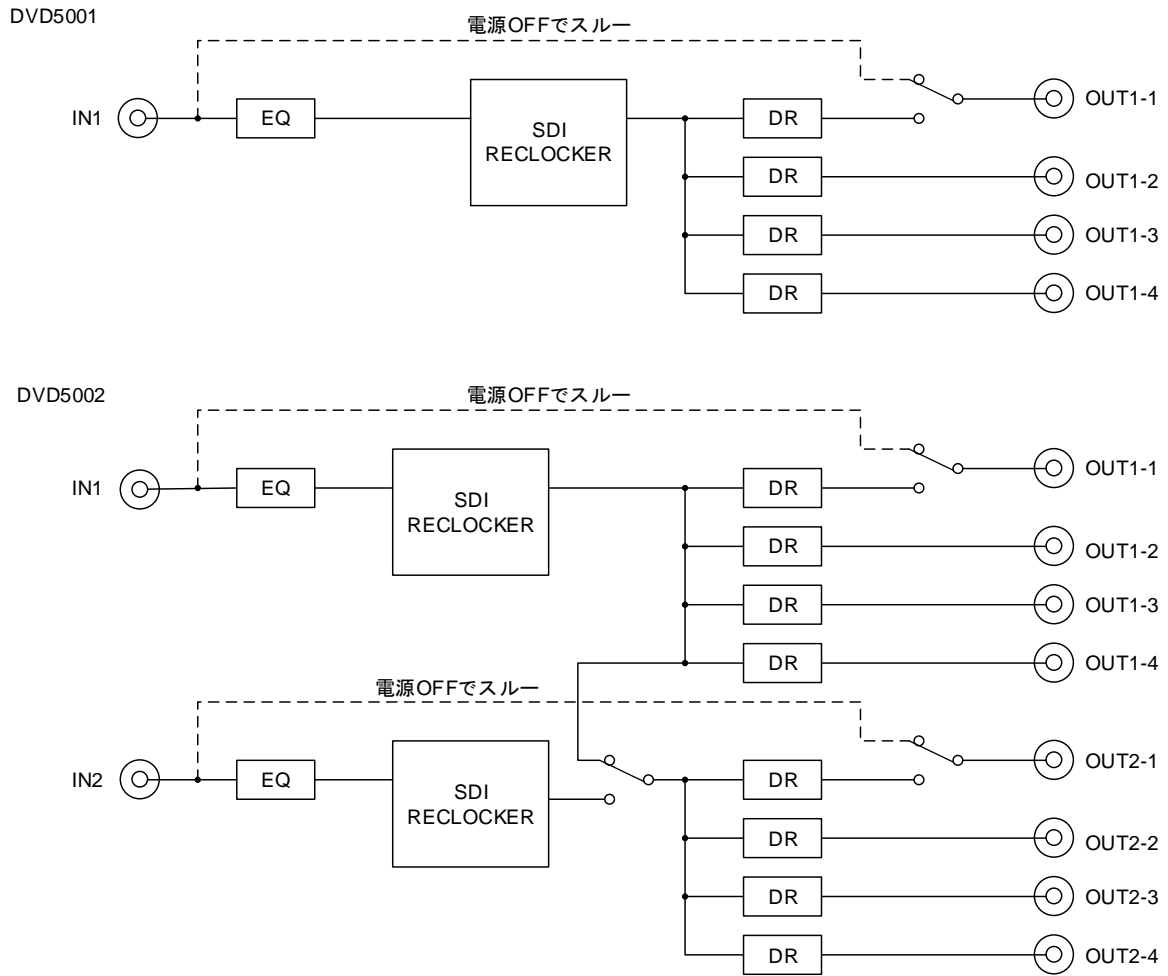 DVD5001
電源OFFでスルー
IN1
EQ
SDI
RECLOCKER
DR
OUT1-1
DR
OUT1-2
DR
OUT1-3
DR
OUT1-4
DVD5002
電源OFFでスルー
IN1
EQ
SDI
RECLOCKER
DR
OUT1-1
DR
OUT1-2
DR
OUT1-3
DR
OUT1-4
電源OFFでスルー
IN2
EQ
SDI
RECLOCKER
DR
OUT2-1
DR
OUT2-2
DR
OUT2-3
DR
OUT2-4